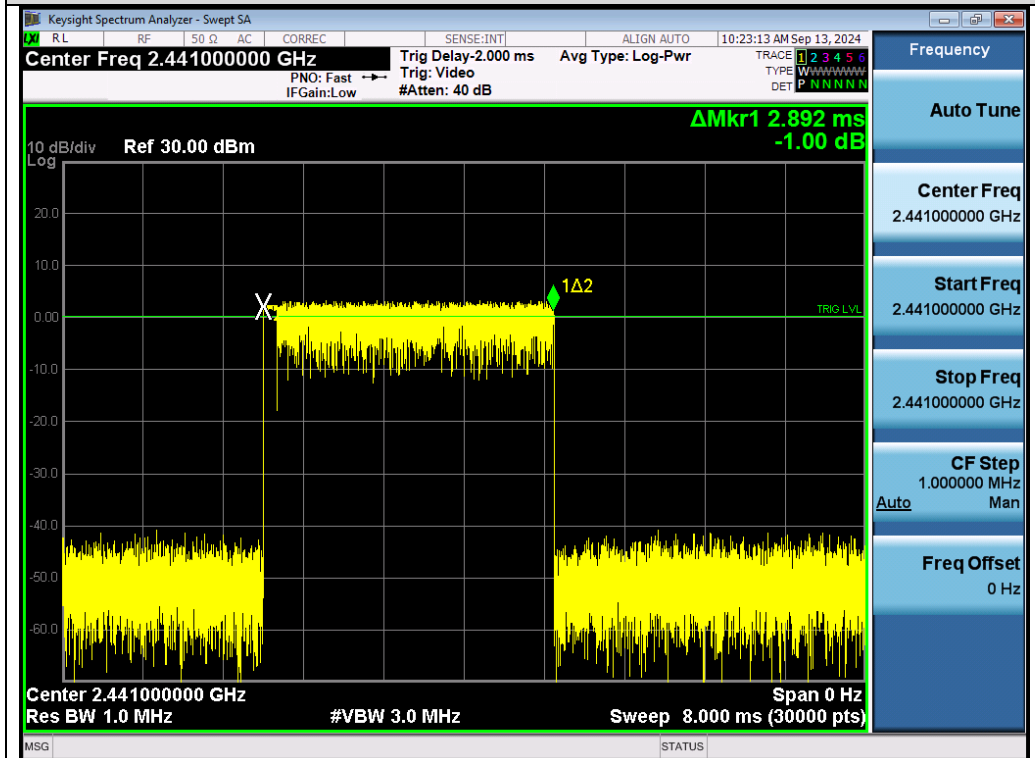 Keysight Spectrum Analyzer - Swept SA
LXI RL RF 50 Ω AC CORREC SENSE:INT ALIGN AUTO 10:23:13 AM Sep 13, 2024
Center Freq 2.441000000 GHz
PNO: Fast
IFGain:Low
Trig Delay-2.000 ms
Trig: Video
#Atten: 40 dB
Avg Type: Log-Pwr
TRACE 1 2 3 4 5 6
TYPE WWWWWW
DET P N N N N N
ΔMkr1 2.892 ms
-1.00 dB
10 dB/div Ref 30.00 dBm
Log
20.0
10.0
0.00
-10.0
-20.0
-30.0
-40.0
-50.0
-60.0
X
1Δ2
TRIG LVL
Center 2.441000000 GHz Span 0 Hz
Res BW 1.0 MHz #VBW 3.0 MHz Sweep 8.000 ms (30000 pts)
MSG STATUS
Frequency
Auto Tune
Center Freq
2.441000000 GHz
Start Freq
2.441000000 GHz
Stop Freq
2.441000000 GHz
CF Step
1.000000 MHz
Auto Man
Freq Offset
0 Hz